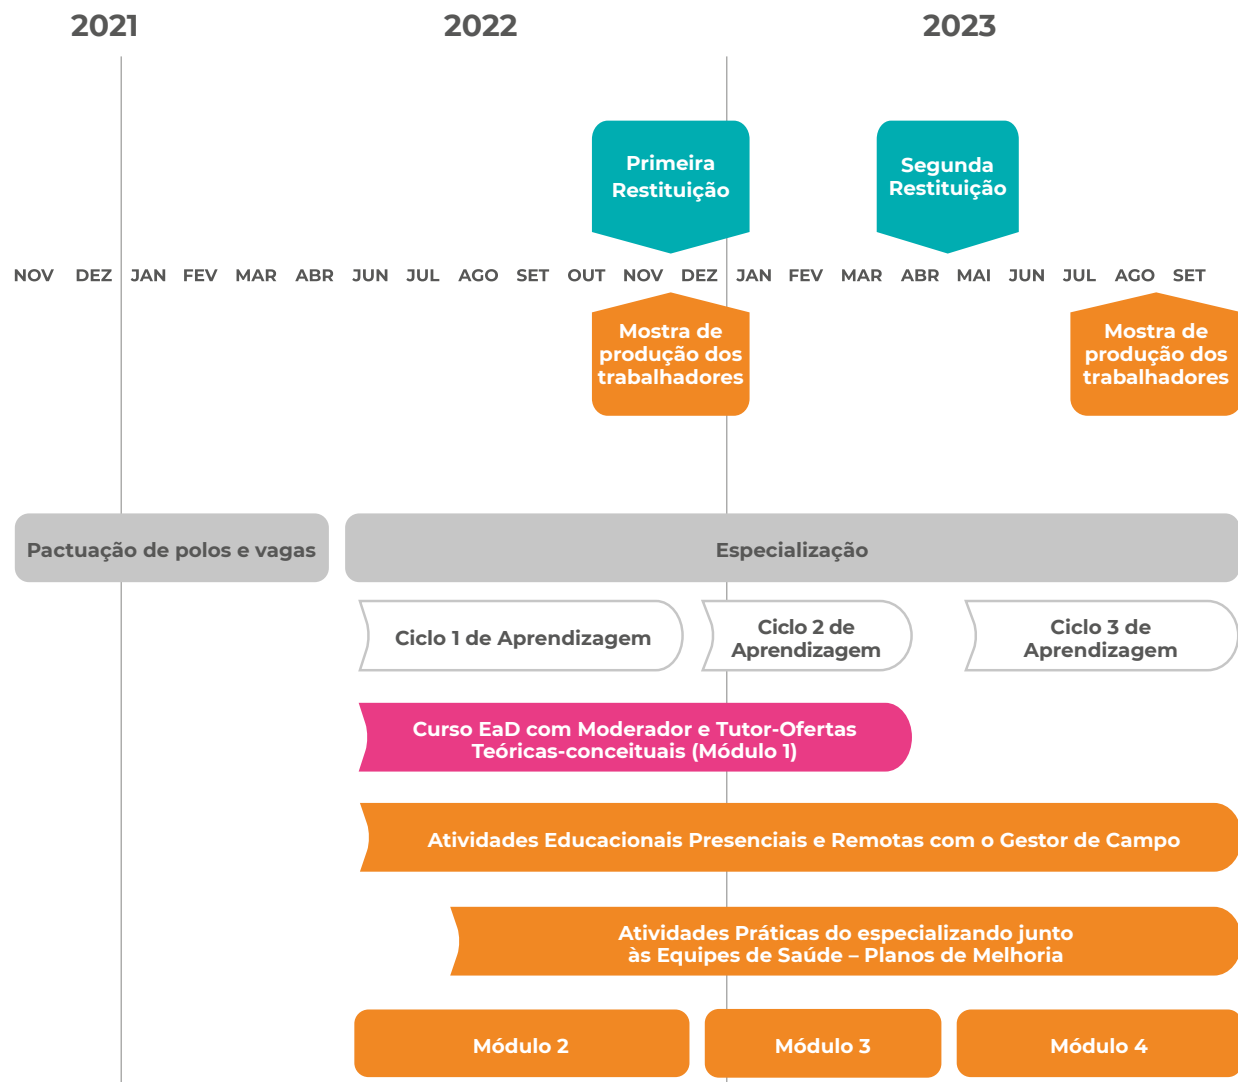 2021 2022 2023
Primeira
Restituição
Segunda
Restituição
NOV DEZ JAN FEV MAR ABR JUN JUL AGO SET OUT NOV DEZ JAN FEV MAR ABR MAI JUN JUL AGO SET
Mostra de
produção dos
trabalhadores
Mostra de
produção dos
trabalhadores
Pactuação de polos e vagas
Especialização
Ciclo 1 de Aprendizagem
Ciclo 2 de
Aprendizagem
Ciclo 3 de
Aprendizagem
Curso EaD com Moderador e Tutor-Ofertas
Teóricas-conceituais (Módulo 1)
Atividades Educacionais Presenciais e Remotas com o Gestor de Campo
Atividades Práticas do especializando junto
às Equipes de Saúde – Planos de Melhoria
Módulo 2
Módulo 3
Módulo 4